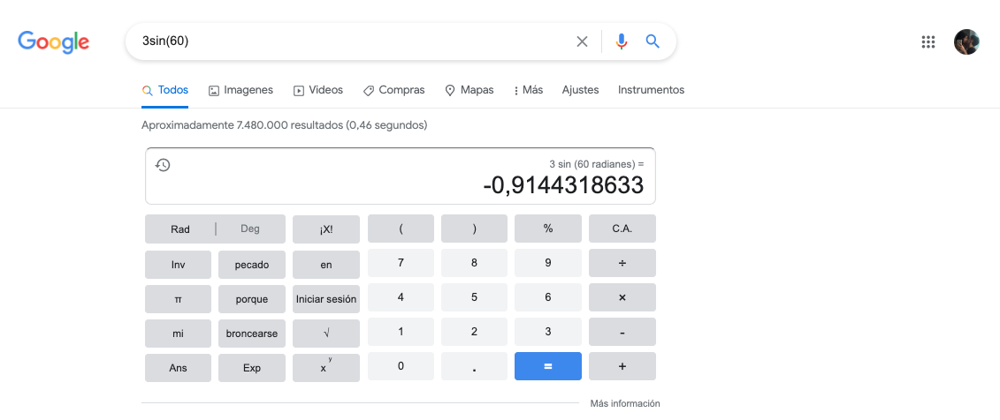 Google
3sin(60)
Todos Imagenes Videos Compras Mapas Más Ajustes Instrumentos
Aproximadamente 7.480.000 resultados (0,46 segundos)
3 sin (60 radianes) =
-0,9144318633
Rad | Deg ¡X! ( ) % C.A.
Inv pecado en 7 8 9 ÷
π porque Iniciar sesión 4 5 6 ×
mi broncearse √ 1 2 3 -
Ans Exp x^y 0 . = +
Más información